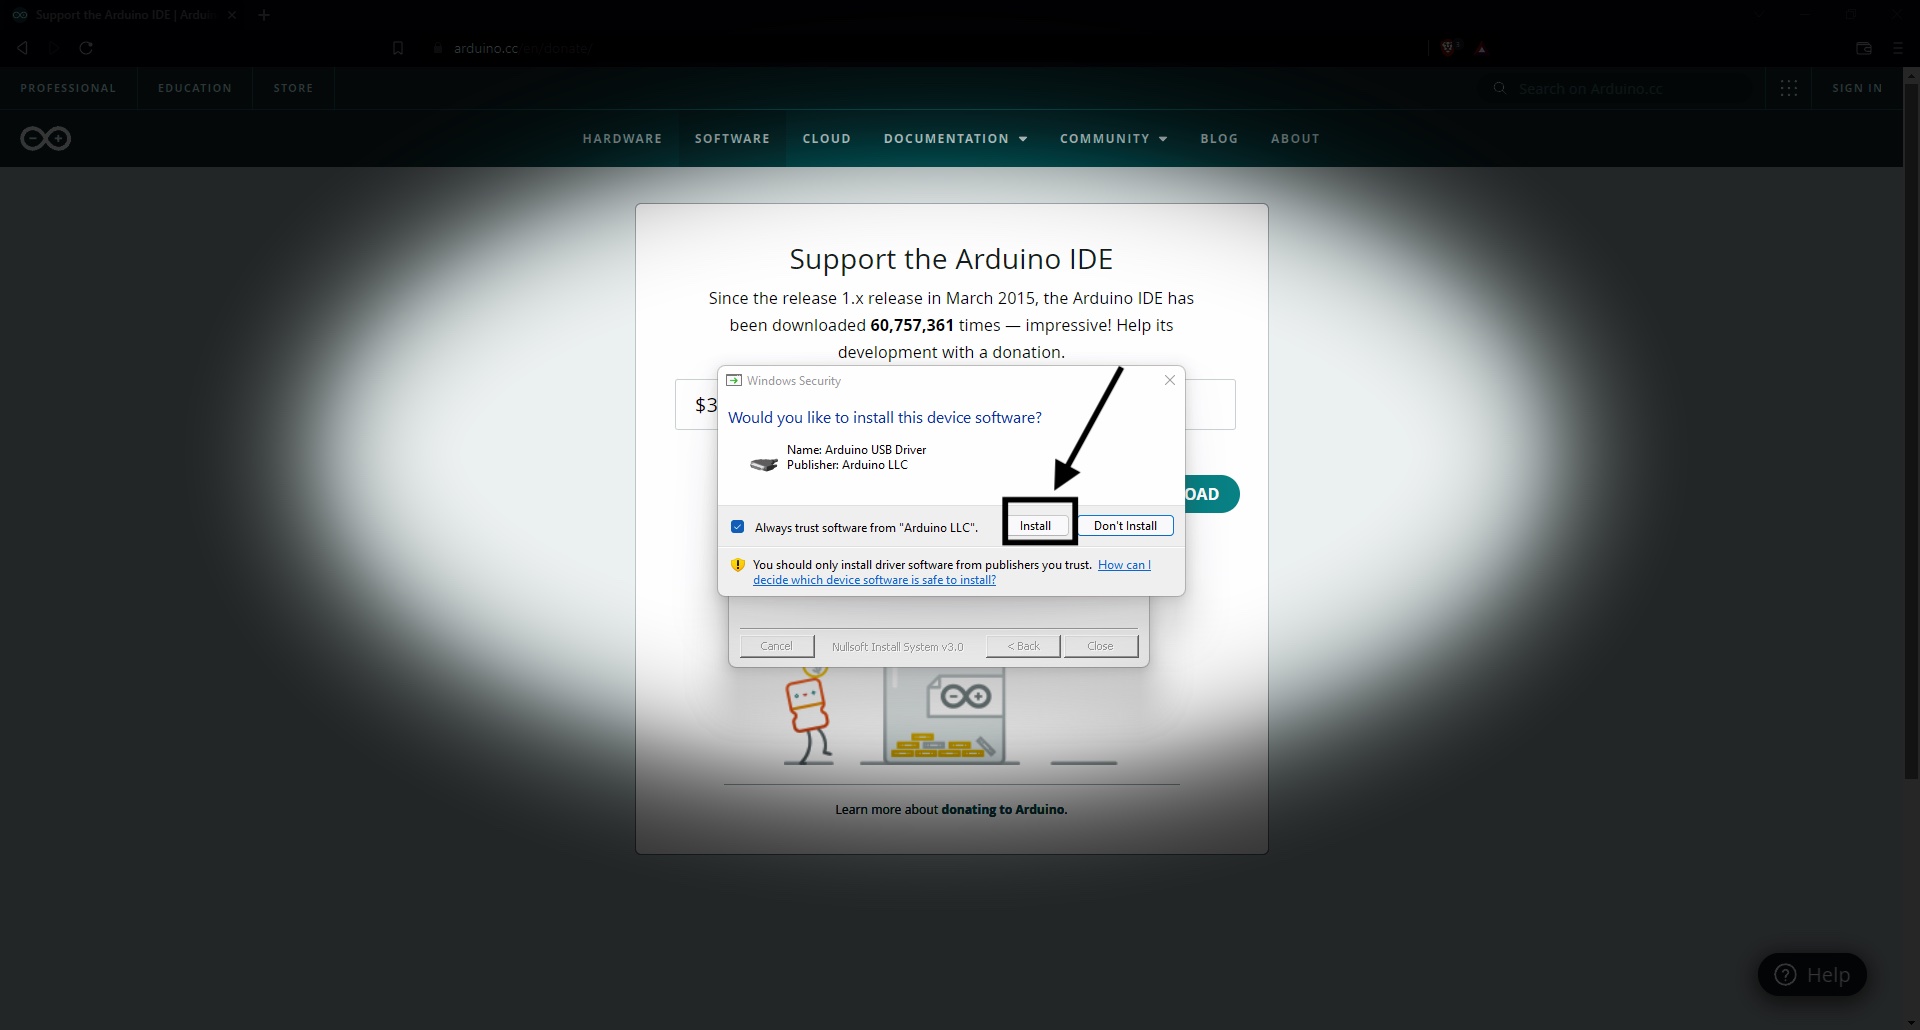 Support the Arduino IDE | Ardui
arduino.cc/en/donate/
PROFESSIONAL
EDUCATION
STORE
Search on Arduino.cc
SIGN IN
HARDWARE
SOFTWARE
CLOUD
DOCUMENTATION
COMMUNITY
BLOG
ABOUT
Support the Arduino IDE
Since the release 1.x release in March 2015, the Arduino IDE has
been downloaded 60,757,361 times — impressive! Help its
development with a donation.
$3
OAD
Windows Security
Would you like to install this device software?
Name: Arduino USB Driver
Publisher: Arduino LLC
Always trust software from "Arduino LLC".
Install
Don't Install
You should only install driver software from publishers you trust. How can I
decide which device software is safe to install?
Cancel
Nullsoft Install System v3.0
< Back
Close
Learn more about donating to Arduino.
Help